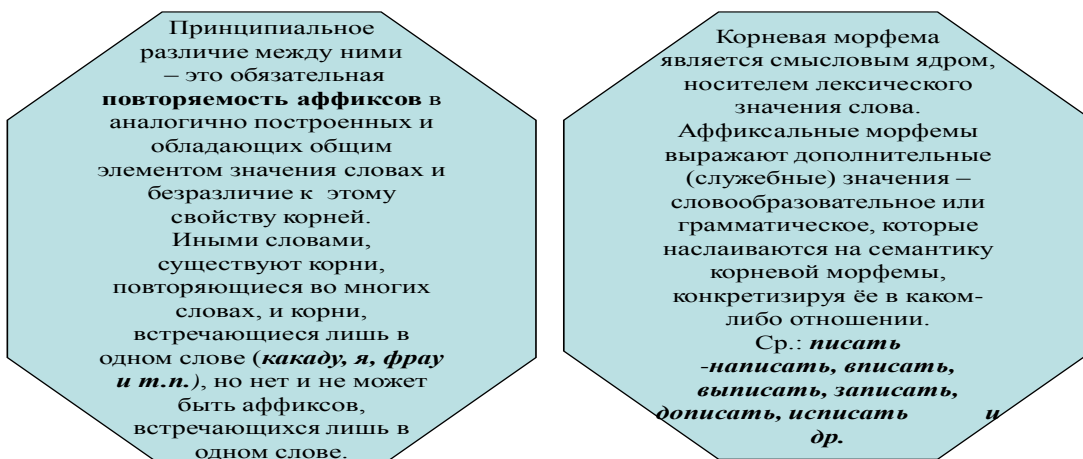 Принципиальное
различие между ними
– это обязательная
повторяемость аффиксов в
аналогично построенных и
обладающих общим
элементом значения словах и
безразличие к этому
свойству корней.
Иными словами,
существуют корни,
повторяющиеся во многих
словах, и корни,
встречающиеся лишь в
одном слове (какаду, я, фрау
и т.п.), но нет и не может
быть аффиксов,
встречающихся лишь в
одном слове.
Корневая морфема
является смысловым ядром,
носителем лексического
значения слова.
Аффиксальные морфемы
выражают дополнительные
(служебные) значения –
словообразовательное или
грамматическое, которые
наслаиваются на семантику
корневой морфемы,
конкретизируя ёе в каком-
либо отношении.
Ср.: писать
-написать, вписать,
выписать, записать,
дописать, исписать и
др.